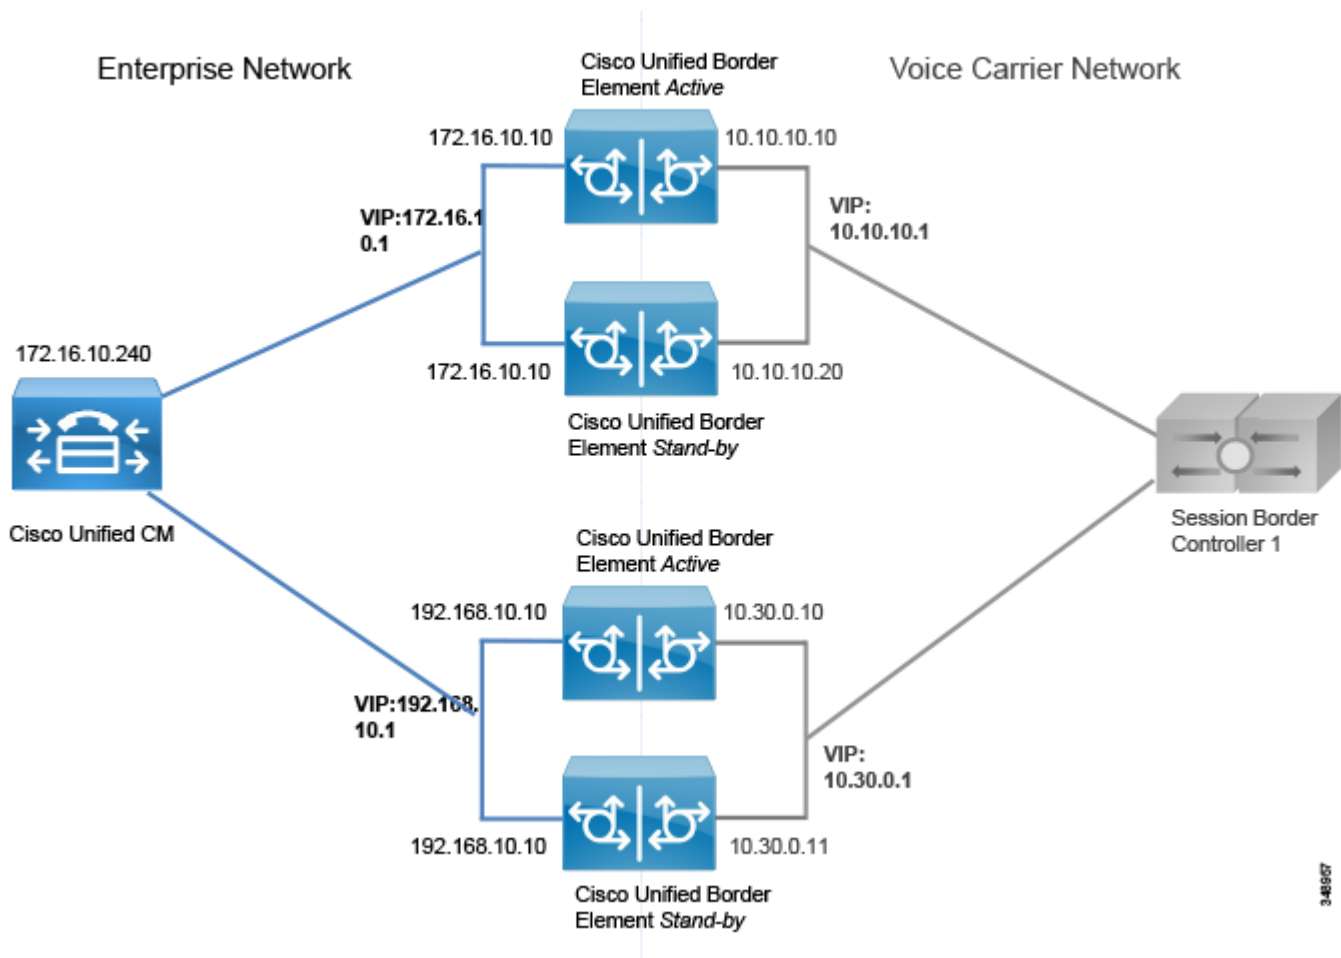 Enterprise Network
Cisco Unified Border
Element Active
Voice Carrier Network
172.16.10.10
10.10.10.10
VIP:172.16.1
0.1
VIP:
10.10.10.1
172.16.10.240
172.16.10.10
10.10.10.20
Cisco Unified Border
Element Stand-by
Cisco Unified CM
Session Border
Controller 1
Cisco Unified Border
Element Active
192.168.10.10
10.30.0.10
VIP:192.168.
10.1
VIP:
10.30.0.1
192.168.10.10
10.30.0.11
Cisco Unified Border
Element Stand-by
348957